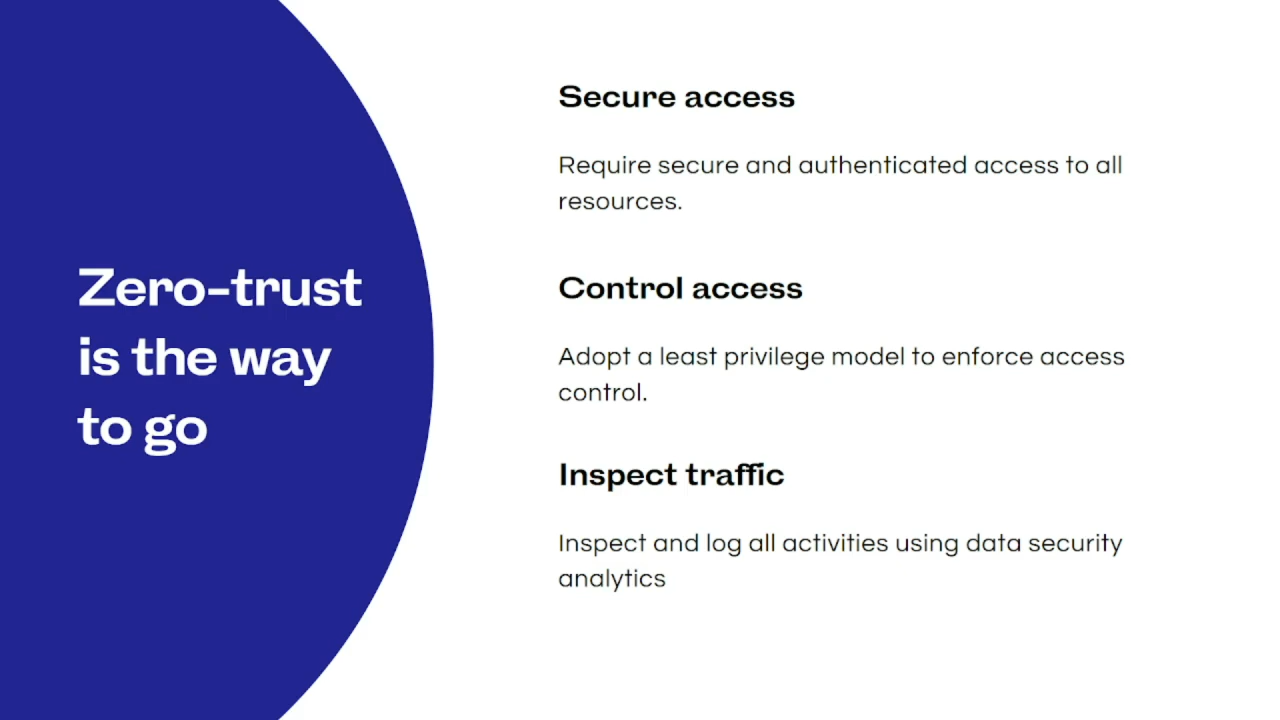 Zero-trust
is the way
to go
Secure access
Require secure and authenticated access to all
resources.
Control access
Adopt a least privilege model to enforce access
control.
Inspect traffic
Inspect and log all activities using data security
analytics